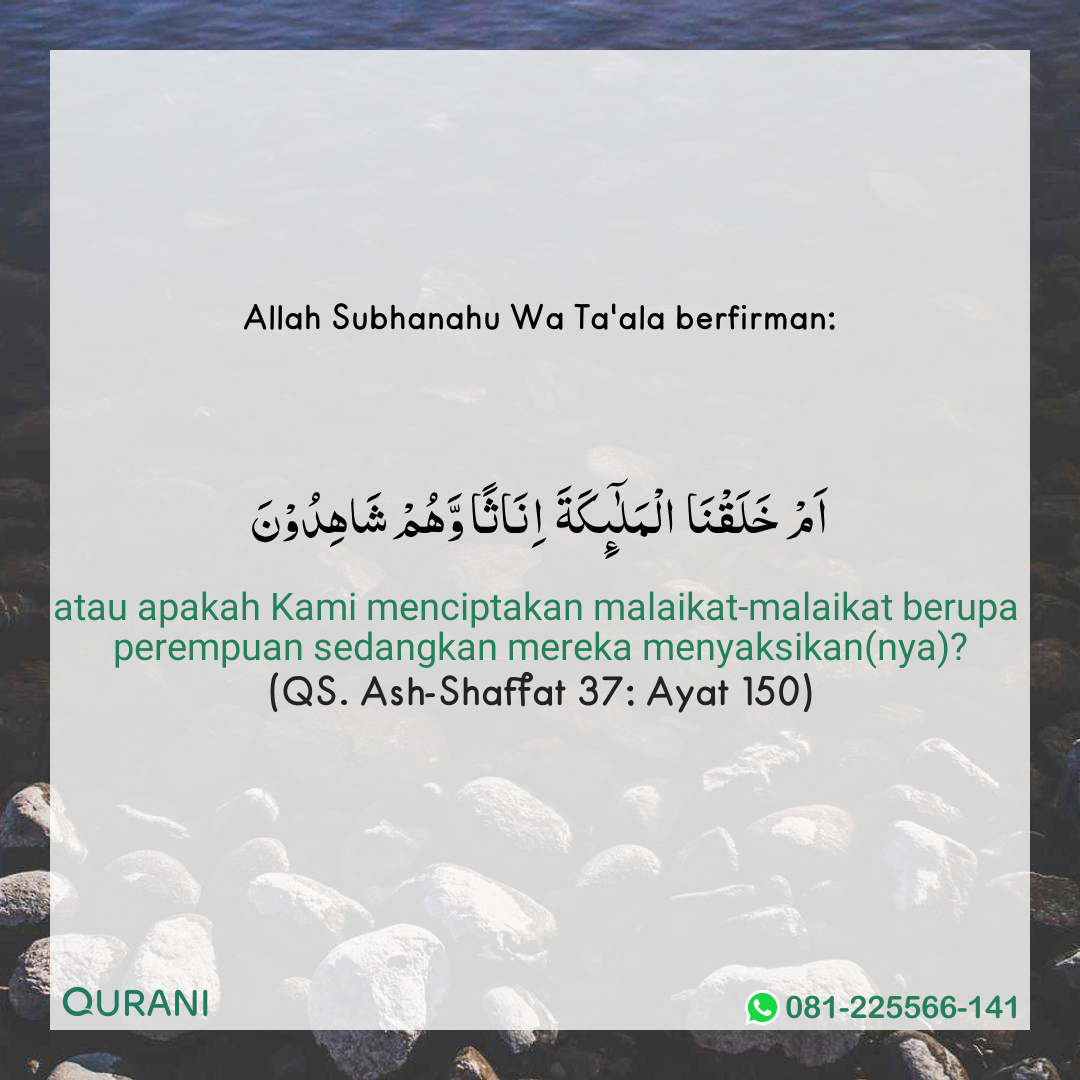 Allah Subhanahu Wa Ta'ala berfirman:
اَمْ خَلَقْنَا الْمَلٰۤىِٕكَةَ اِنَاثًا وَّهُمْ شَاهِدُوْنَ
atau apakah Kami menciptakan malaikat-malaikat berupa
perempuan sedangkan mereka menyaksikan(nya)?
(QS. Ash-Shaffat 37: Ayat 150)
QURANI
081-225566-141